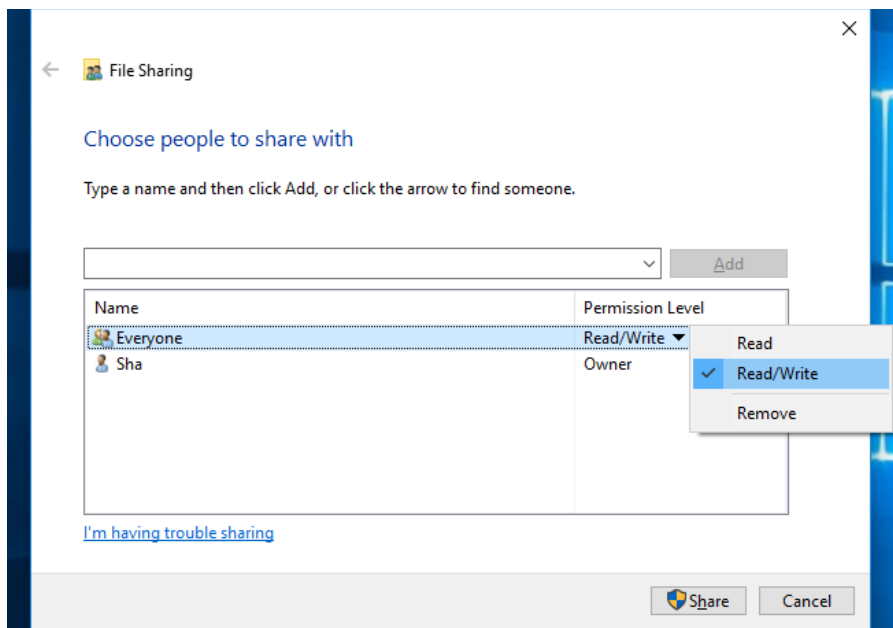 File Sharing
Choose people to share with
Type a name and then click Add, or click the arrow to find someone.
Add
Name Permission Level
Everyone Read/Write
Sha Owner
Read
Read/Write
Remove
I'm having trouble sharing
Share Cancel